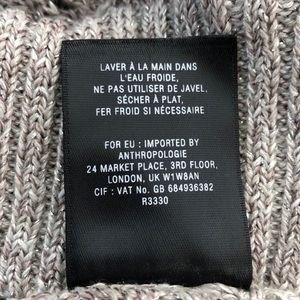 LAVER À LA MAIN DANS
L'EAU FROIDE,
NE PAS UTILISER DE JAVEL,
SÉCHER À PLAT,
FER FROID SI NÉCESSAIRE
FOR EU : IMPORTED BY
ANTHROPOLOGIE
24 MARKET PLACE, 3RD FLOOR,
LONDON, UK W1W8AN
CIF : VAT No. GB 684936382
R3330